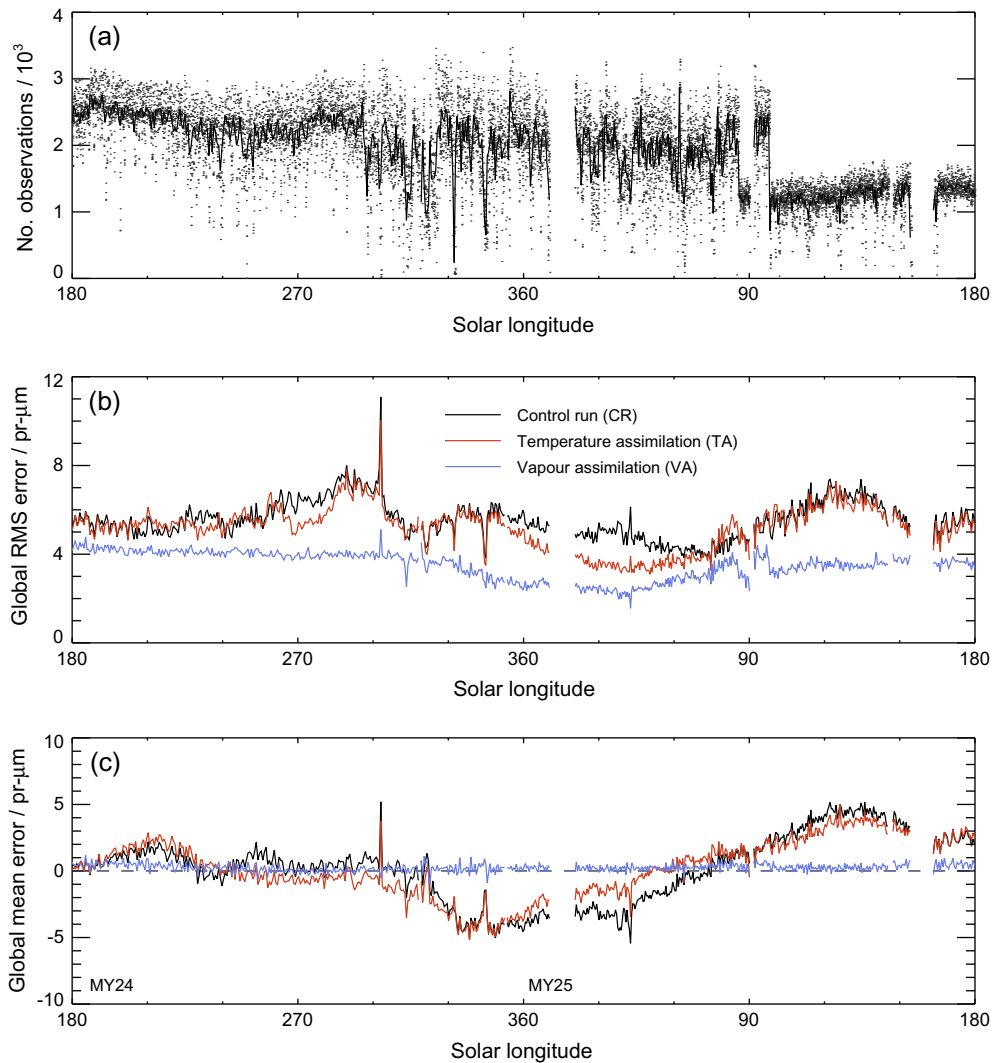 (a)
No. observations / 10³
4
3
2
1
0
180 270 360 90 180
Solar longitude
(b)
Global RMS error / pr-μm
12
8
4
0
Control run (CR)
Temperature assimilation (TA)
Vapour assimilation (VA)
180 270 360 90 180
Solar longitude
(c)
Global mean error / pr-μm
10
5
0
-5
-10
MY24 MY25
180 270 360 90 180
Solar longitude